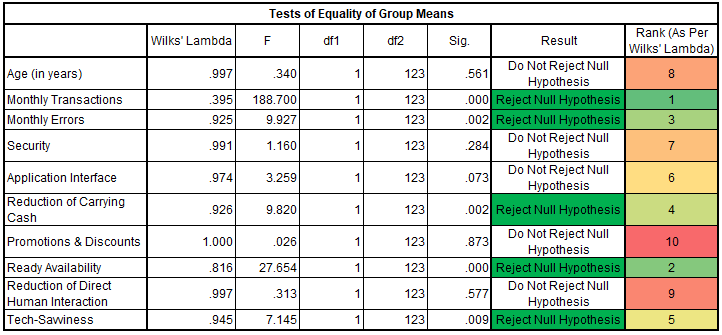 Tests of Equality of Group Means
Wilks' Lambda F df1 df2 Sig. Result Rank (As Per Wilks' Lambda)
Age (in years) .997 .340 1 123 .561 Do Not Reject Null Hypothesis 8
Monthly Transactions .395 188.700 1 123 .000 Reject Null Hypothesis 1
Monthly Errors .925 9.927 1 123 .002 Reject Null Hypothesis 3
Security .991 1.160 1 123 .284 Do Not Reject Null Hypothesis 7
Application Interface .974 3.259 1 123 .073 Do Not Reject Null Hypothesis 6
Reduction of Carrying Cash .926 9.820 1 123 .002 Reject Null Hypothesis 4
Promotions & Discounts 1.000 .026 1 123 .873 Do Not Reject Null Hypothesis 10
Ready Availability .816 27.654 1 123 .000 Reject Null Hypothesis 2
Reduction of Direct Human Interaction .997 .313 1 123 .577 Do Not Reject Null Hypothesis 9
Tech-Savviness .945 7.145 1 123 .009 Reject Null Hypothesis 5